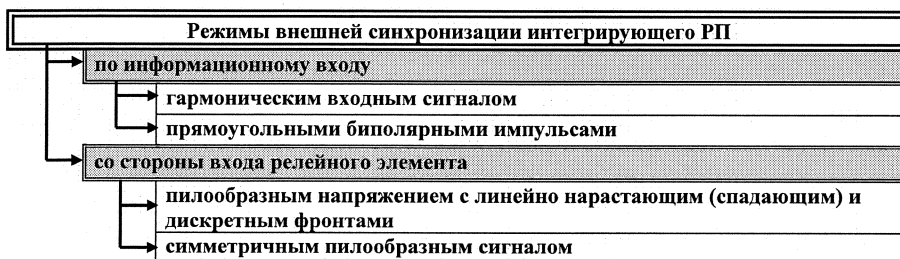 Режимы внешней синхронизации интегрирующего РП
по информационному входу
гармоническим входным сигналом
прямоугольными биполярными импульсами
со стороны входа релейного элемента
пилообразным напряжением с линейно нарастающим (спадающим) и
дискретным фронтами
симметричным пилообразным сигналом